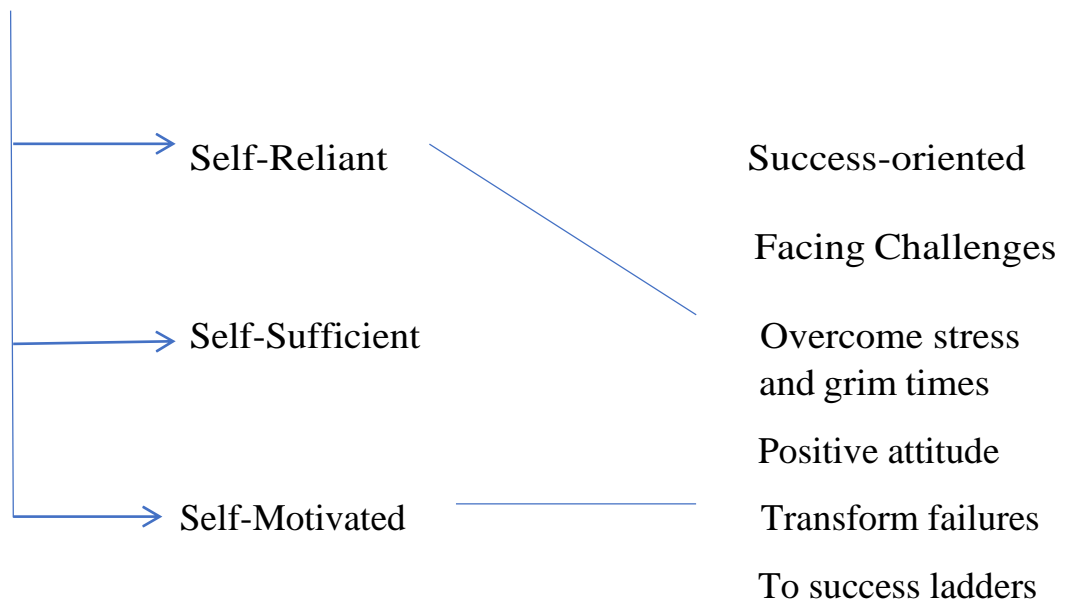 Self-Reliant
Self-Sufficient
Self-Motivated
Success-oriented
Facing Challenges
Overcome stress
and grim times
Positive attitude
Transform failures
To success ladders